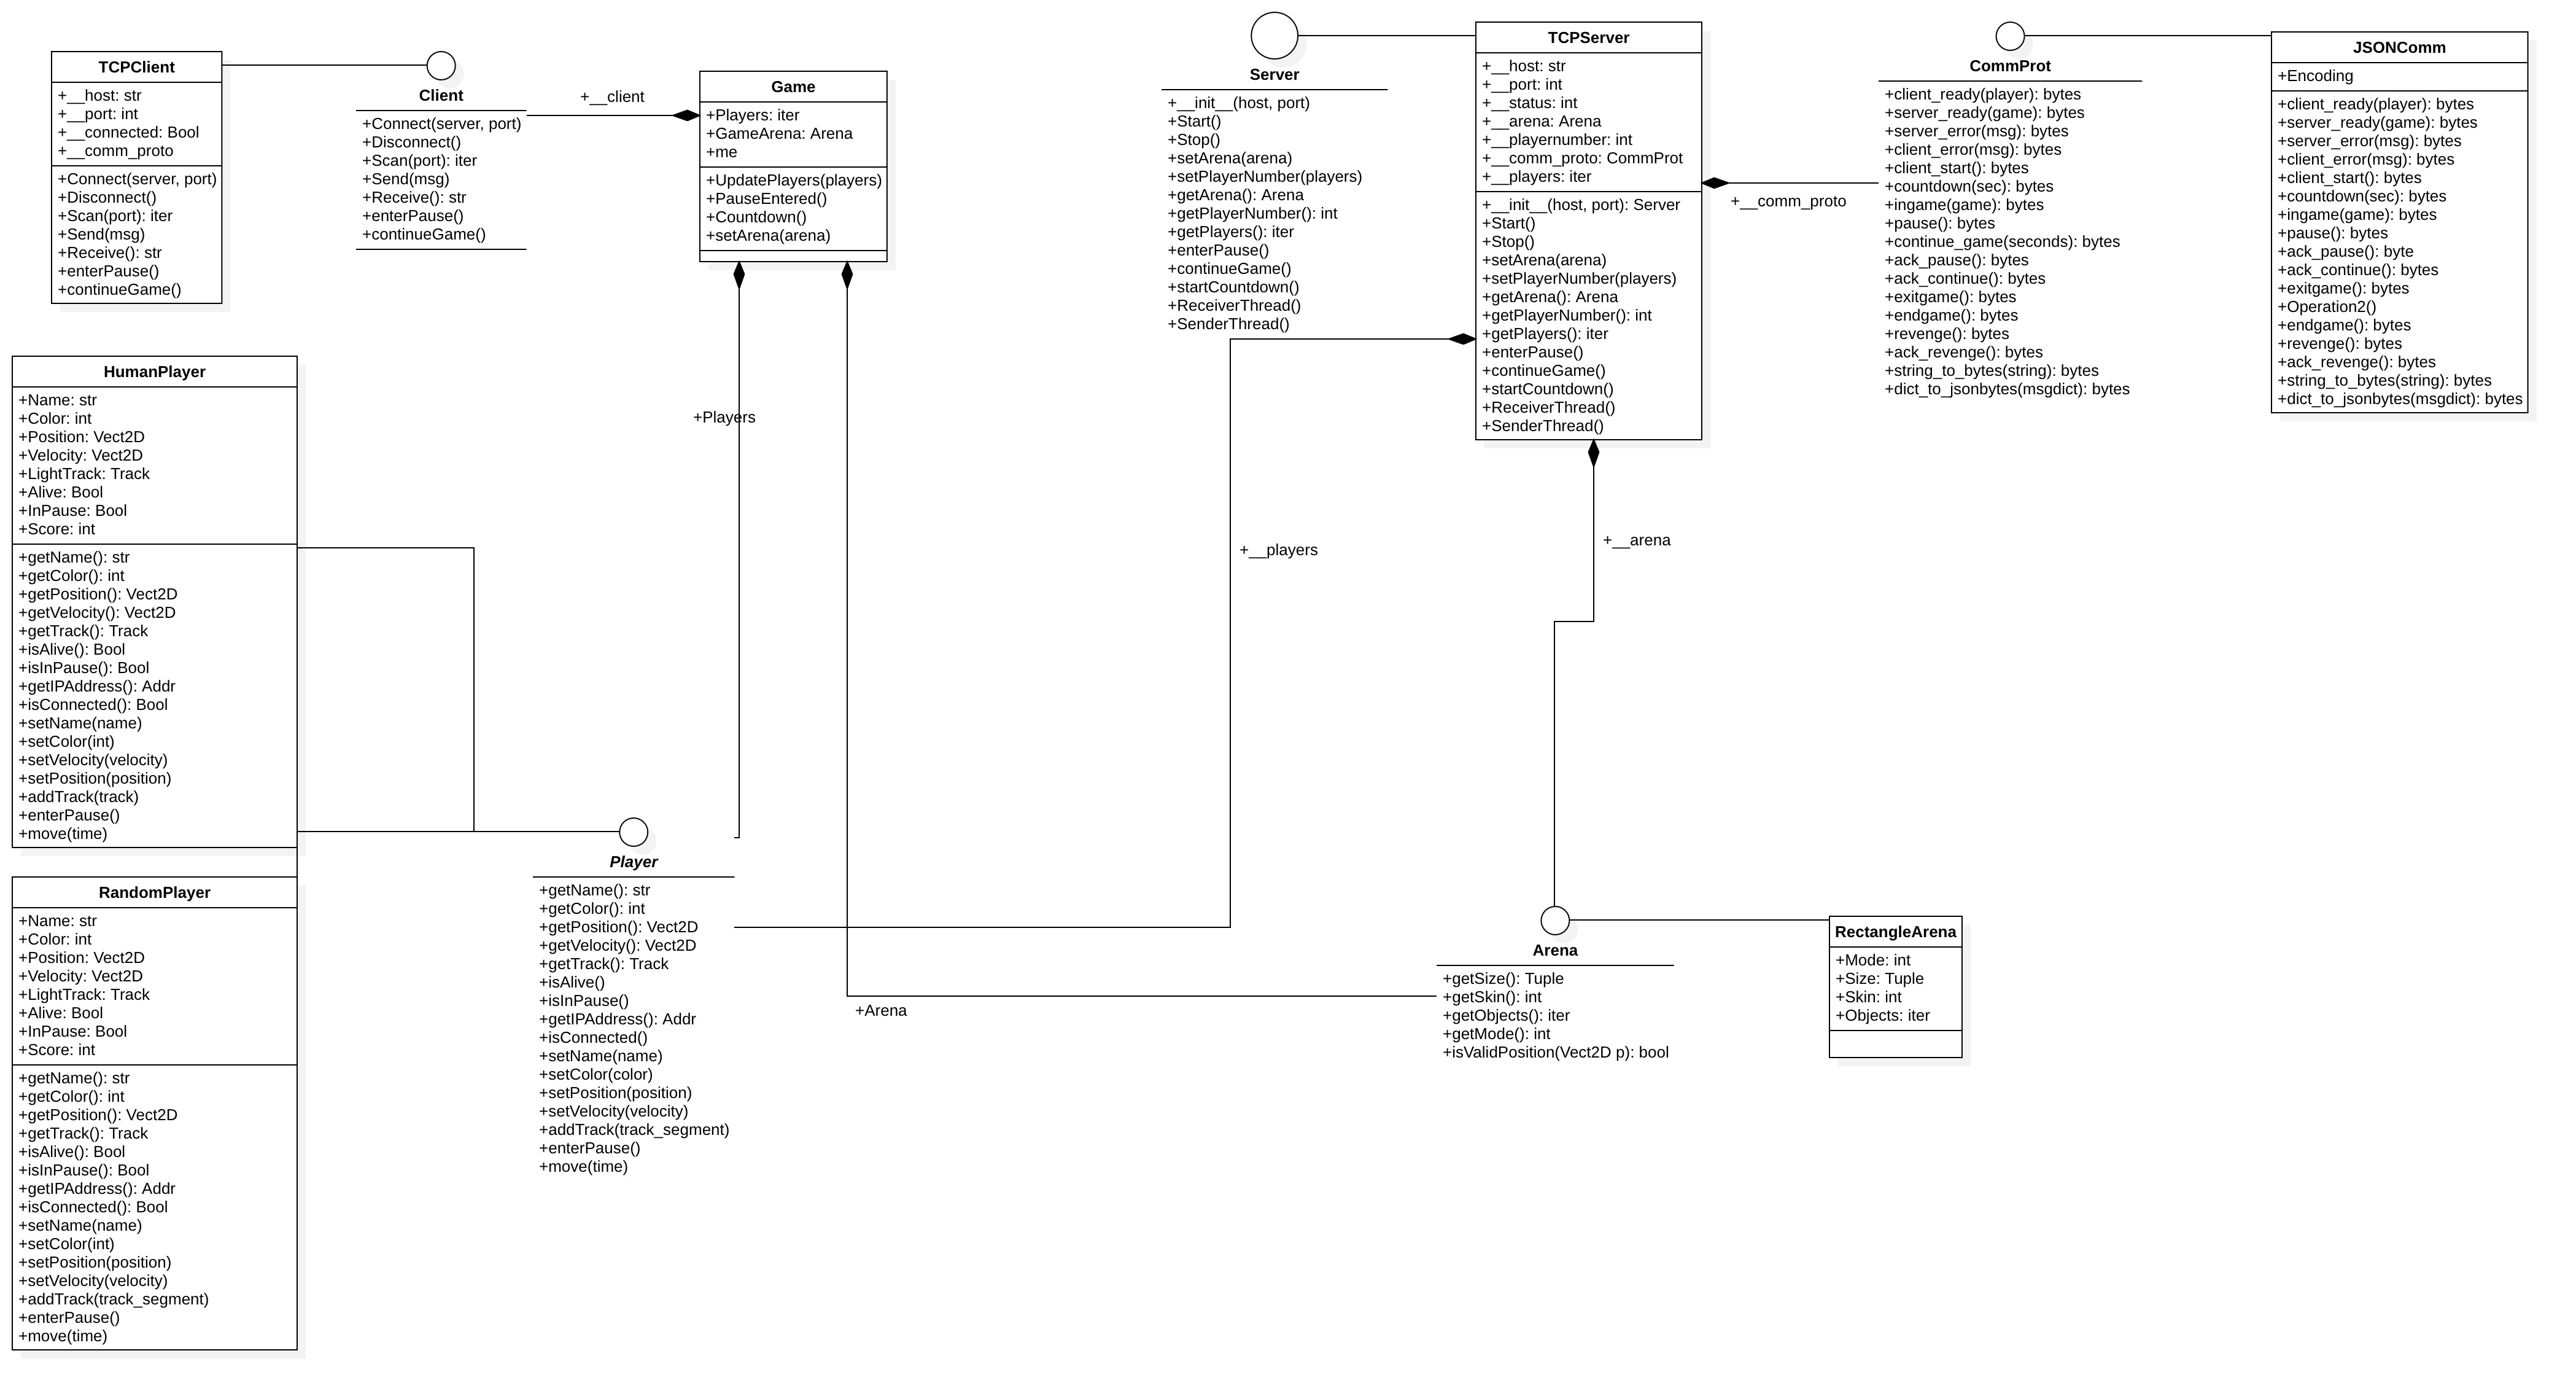 TCPClient
+__host: str
+__port: int
+__connected: Bool
+__comm_proto
+Connect(server, port)
+Disconnect()
+Scan(port): iter
+Send(msg)
+Receive(): str
+enterPause()
+continueGame()
Client
+Connect(server, port)
+Disconnect()
+Scan(port): iter
+Send(msg)
+Receive(): str
+enterPause()
+continueGame()
+__client
Game
+Players: iter
+GameArena: Arena
+me
+UpdatePlayers(players)
+PauseEntered()
+Countdown()
+setArena(arena)
Server
+__init__(host, port)
+Start()
+Stop()
+setArena(arena)
+setPlayerNumber(players)
+getArena(): Arena
+getPlayerNumber(): int
+getPlayers(): iter
+enterPause()
+continueGame()
+startCountdown()
+ReceiverThread()
+SenderThread()
TCPServer
+__host: str
+__port: int
+__status: int
+__arena: Arena
+__playernumber: int
+__comm_proto: CommProt
+__players: iter
+__init__(host, port): Server
+Start()
+Stop()
+setArena(arena)
+setPlayerNumber(players)
+getArena(): Arena
+getPlayerNumber(): int
+getPlayers(): iter
+enterPause()
+continueGame()
+startCountdown()
+ReceiverThread()
+SenderThread()
+__comm_proto
CommProt
+client_ready(player): bytes
+server_ready(game): bytes
+server_error(msg): bytes
+client_error(msg): bytes
+client_start(): bytes
+countdown(sec): bytes
+ingame(game): bytes
+pause(): bytes
+continue_game(seconds): bytes
+ack_pause(): bytes
+ack_continue(): bytes
+exitgame(): bytes
+endgame(): bytes
+revenge(): bytes
+ack_revenge(): bytes
+string_to_bytes(string): bytes
+dict_to_jsonbytes(msgdict): bytes
JSONComm
+Encoding
+client_ready(player): bytes
+server_ready(game): bytes
+server_error(msg): bytes
+client_error(msg): bytes
+client_start(): bytes
+countdown(sec): bytes
+ingame(game): bytes
+pause(): bytes
+ack_pause(): byte
+ack_continue(): bytes
+exitgame(): bytes
+Operation2()
+endgame(): bytes
+revenge(): bytes
+ack_revenge(): bytes
+string_to_bytes(string): bytes
+dict_to_jsonbytes(msgdict): bytes
HumanPlayer
+Name: str
+Color: int
+Position: Vect2D
+Velocity: Vect2D
+LightTrack: Track
+Alive: Bool
+InPause: Bool
+Score: int
+getName(): str
+getColor(): int
+getPosition(): Vect2D
+getVelocity(): Vect2D
+getTrack(): Track
+isAlive(): Bool
+isInPause(): Bool
+getIPAddress(): Addr
+isConnected(): Bool
+setName(name)
+setColor(int)
+setVelocity(velocity)
+setPosition(position)
+addTrack(track)
+enterPause()
+move(time)
+Players
+__players
+__arena
RandomPlayer
+Name: str
+Color: int
+Position: Vect2D
+Velocity: Vect2D
+LightTrack: Track
+Alive: Bool
+InPause: Bool
+Score: int
+getName(): str
+getColor(): int
+getPosition(): Vect2D
+getTrack(): Track
+isAlive(): Bool
+isInPause(): Bool
+getIPAddress(): Addr
+isConnected(): Bool
+setName(name)
+setColor(int)
+setPosition(position)
+setVelocity(velocity)
+addTrack(track_segment)
+enterPause()
+move(time)
Player
+getName(): str
+getColor(): int
+getPosition(): Vect2D
+getVelocity(): Vect2D
+getTrack(): Track
+isAlive()
+isInPause()
+getIPAddress(): Addr
+isConnected()
+setName(name)
+setColor(color)
+setPosition(position)
+setVelocity(velocity)
+addTrack(track_segment)
+enterPause()
+move(time)
+Arena
Arena
+getSize(): Tuple
+getSkin(): int
+getObjects(): iter
+getMode(): int
+isValidPosition(Vect2D p): bool
RectangleArena
+Mode: int
+Size: Tuple
+Skin: int
+Objects: iter